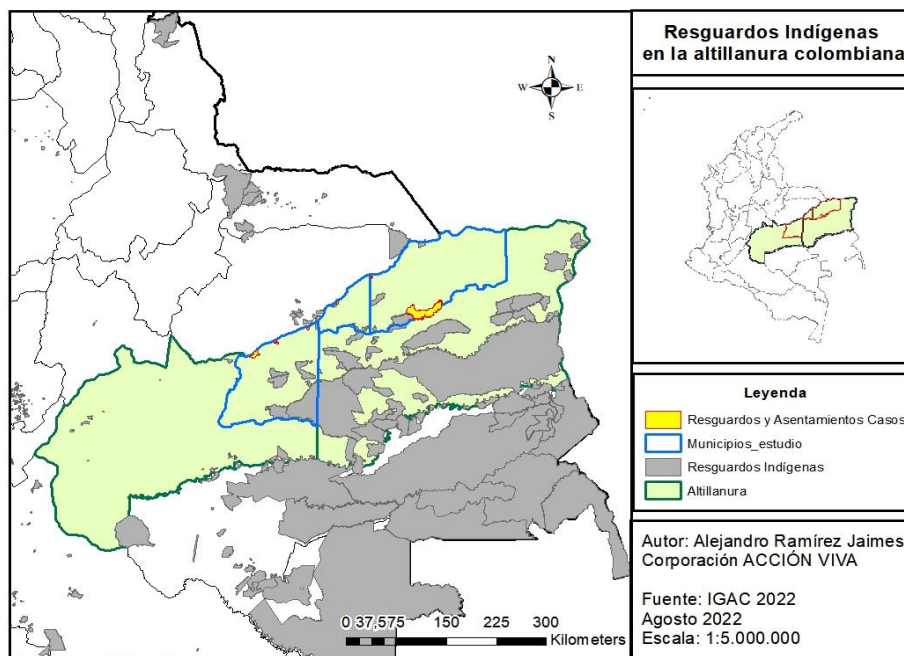 Resguardos Indígenas
en la altillanura colombiana
N
W E
S
Leyenda
Resguardos y Asentamientos Casos
Municipios_estudio
Resguardos Indígenas
Altillanura
Autor: Alejandro Ramírez Jaimes
Corporación ACCIÓN VIVA
Fuente: IGAC 2022
Agosto 2022
Escala: 1:5.000.000
0 37,575 150 225 300
Kilometers